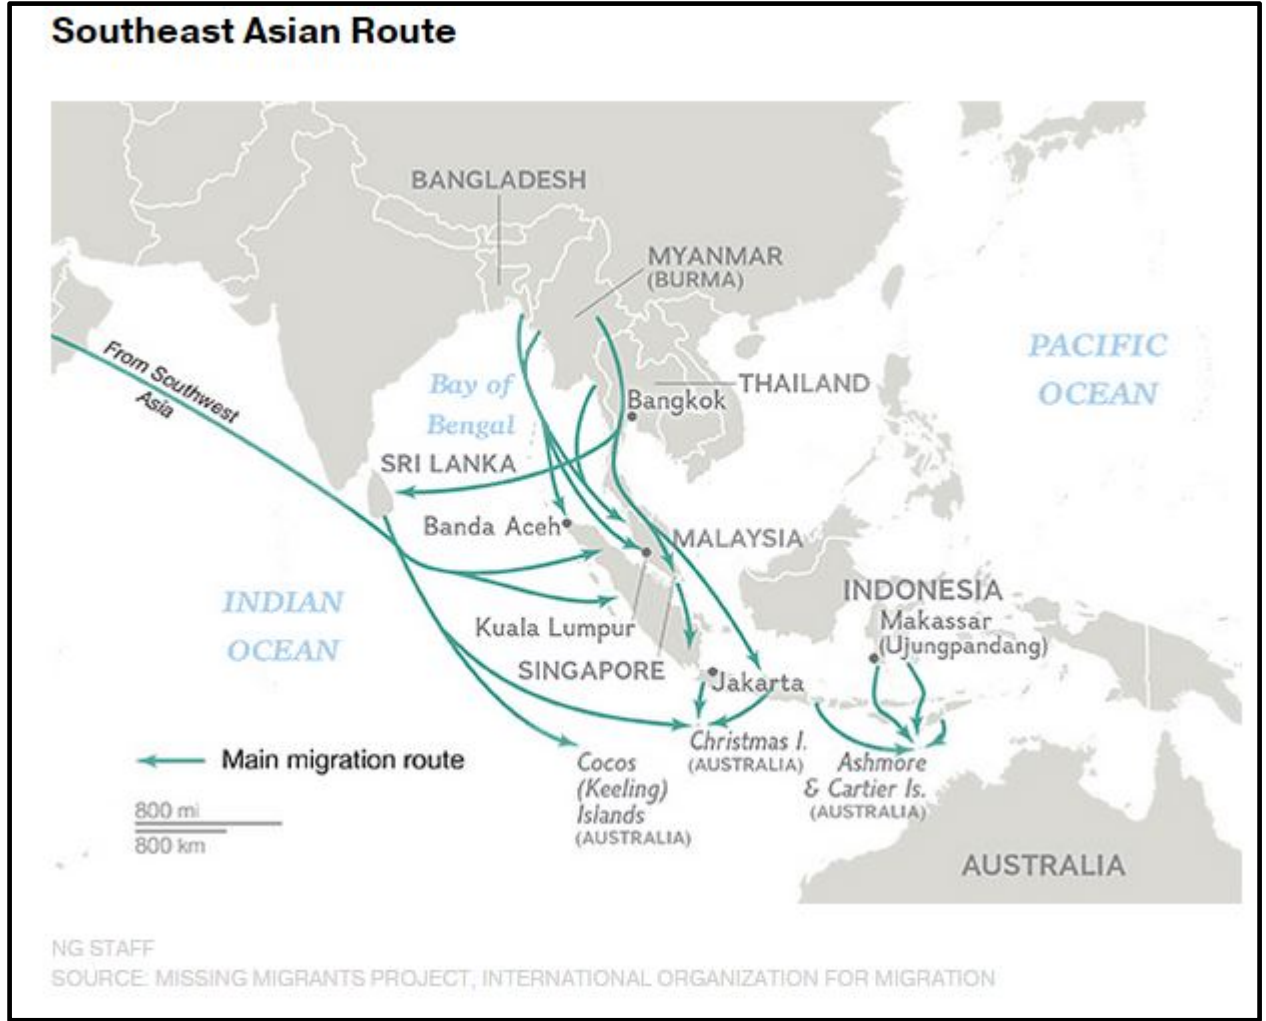 Southeast Asian Route
BANGLADESH
MYANMAR
(BURMA)
PACIFIC
OCEAN
From Southwest
Asia
Bay of
Bengal
THAILAND
Bangkok
SRI LANKA
Banda Aceh
MALAYSIA
INDIAN
OCEAN
INDONESIA
Makassar
(Ujungpandang)
Kuala Lumpur
SINGAPORE
Jakarta
Main migration route
Christmas I.
(AUSTRALIA)
Cocos
(Keeling)
Islands
(AUSTRALIA)
Ashmore
& Cartier Is.
(AUSTRALIA)
800 mi
800 km
AUSTRALIA
NG STAFF
SOURCE: MISSING MIGRANTS PROJECT, INTERNATIONAL ORGANIZATION FOR MIGRATION